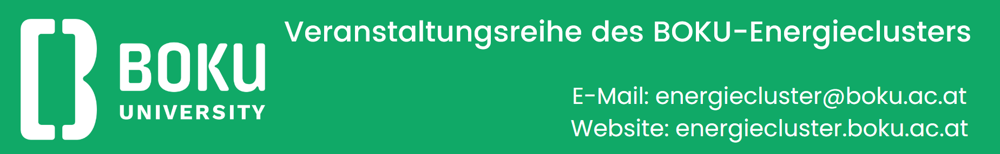 BOKU
UNIVERSITY
Veranstaltungsreihe des BOKU-Energieclusters
E-Mail: energiecluster@boku.ac.at
Website: energiecluster.boku.ac.at